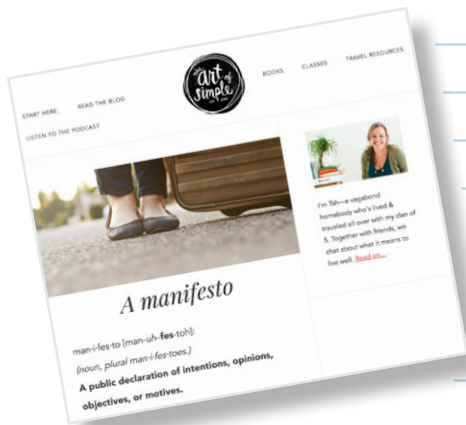 the
art of
simple
START HERE.
READ THE BLOG
BOOKS
CLASSES
TRAVEL RESOURCES
LISTEN TO THE PODCAST
I'm Tsh—a vagabond
homebody who's lived &
traveled all over with my clan of
5. Together with friends, we
chat about what it means to
live well. Read on...
A manifesto
man·i·fes·to [man-uh-fes-toh];
(noun, plural man·i·fes·toes.)
A public declaration of intentions, opinions,
objectives, or motives.